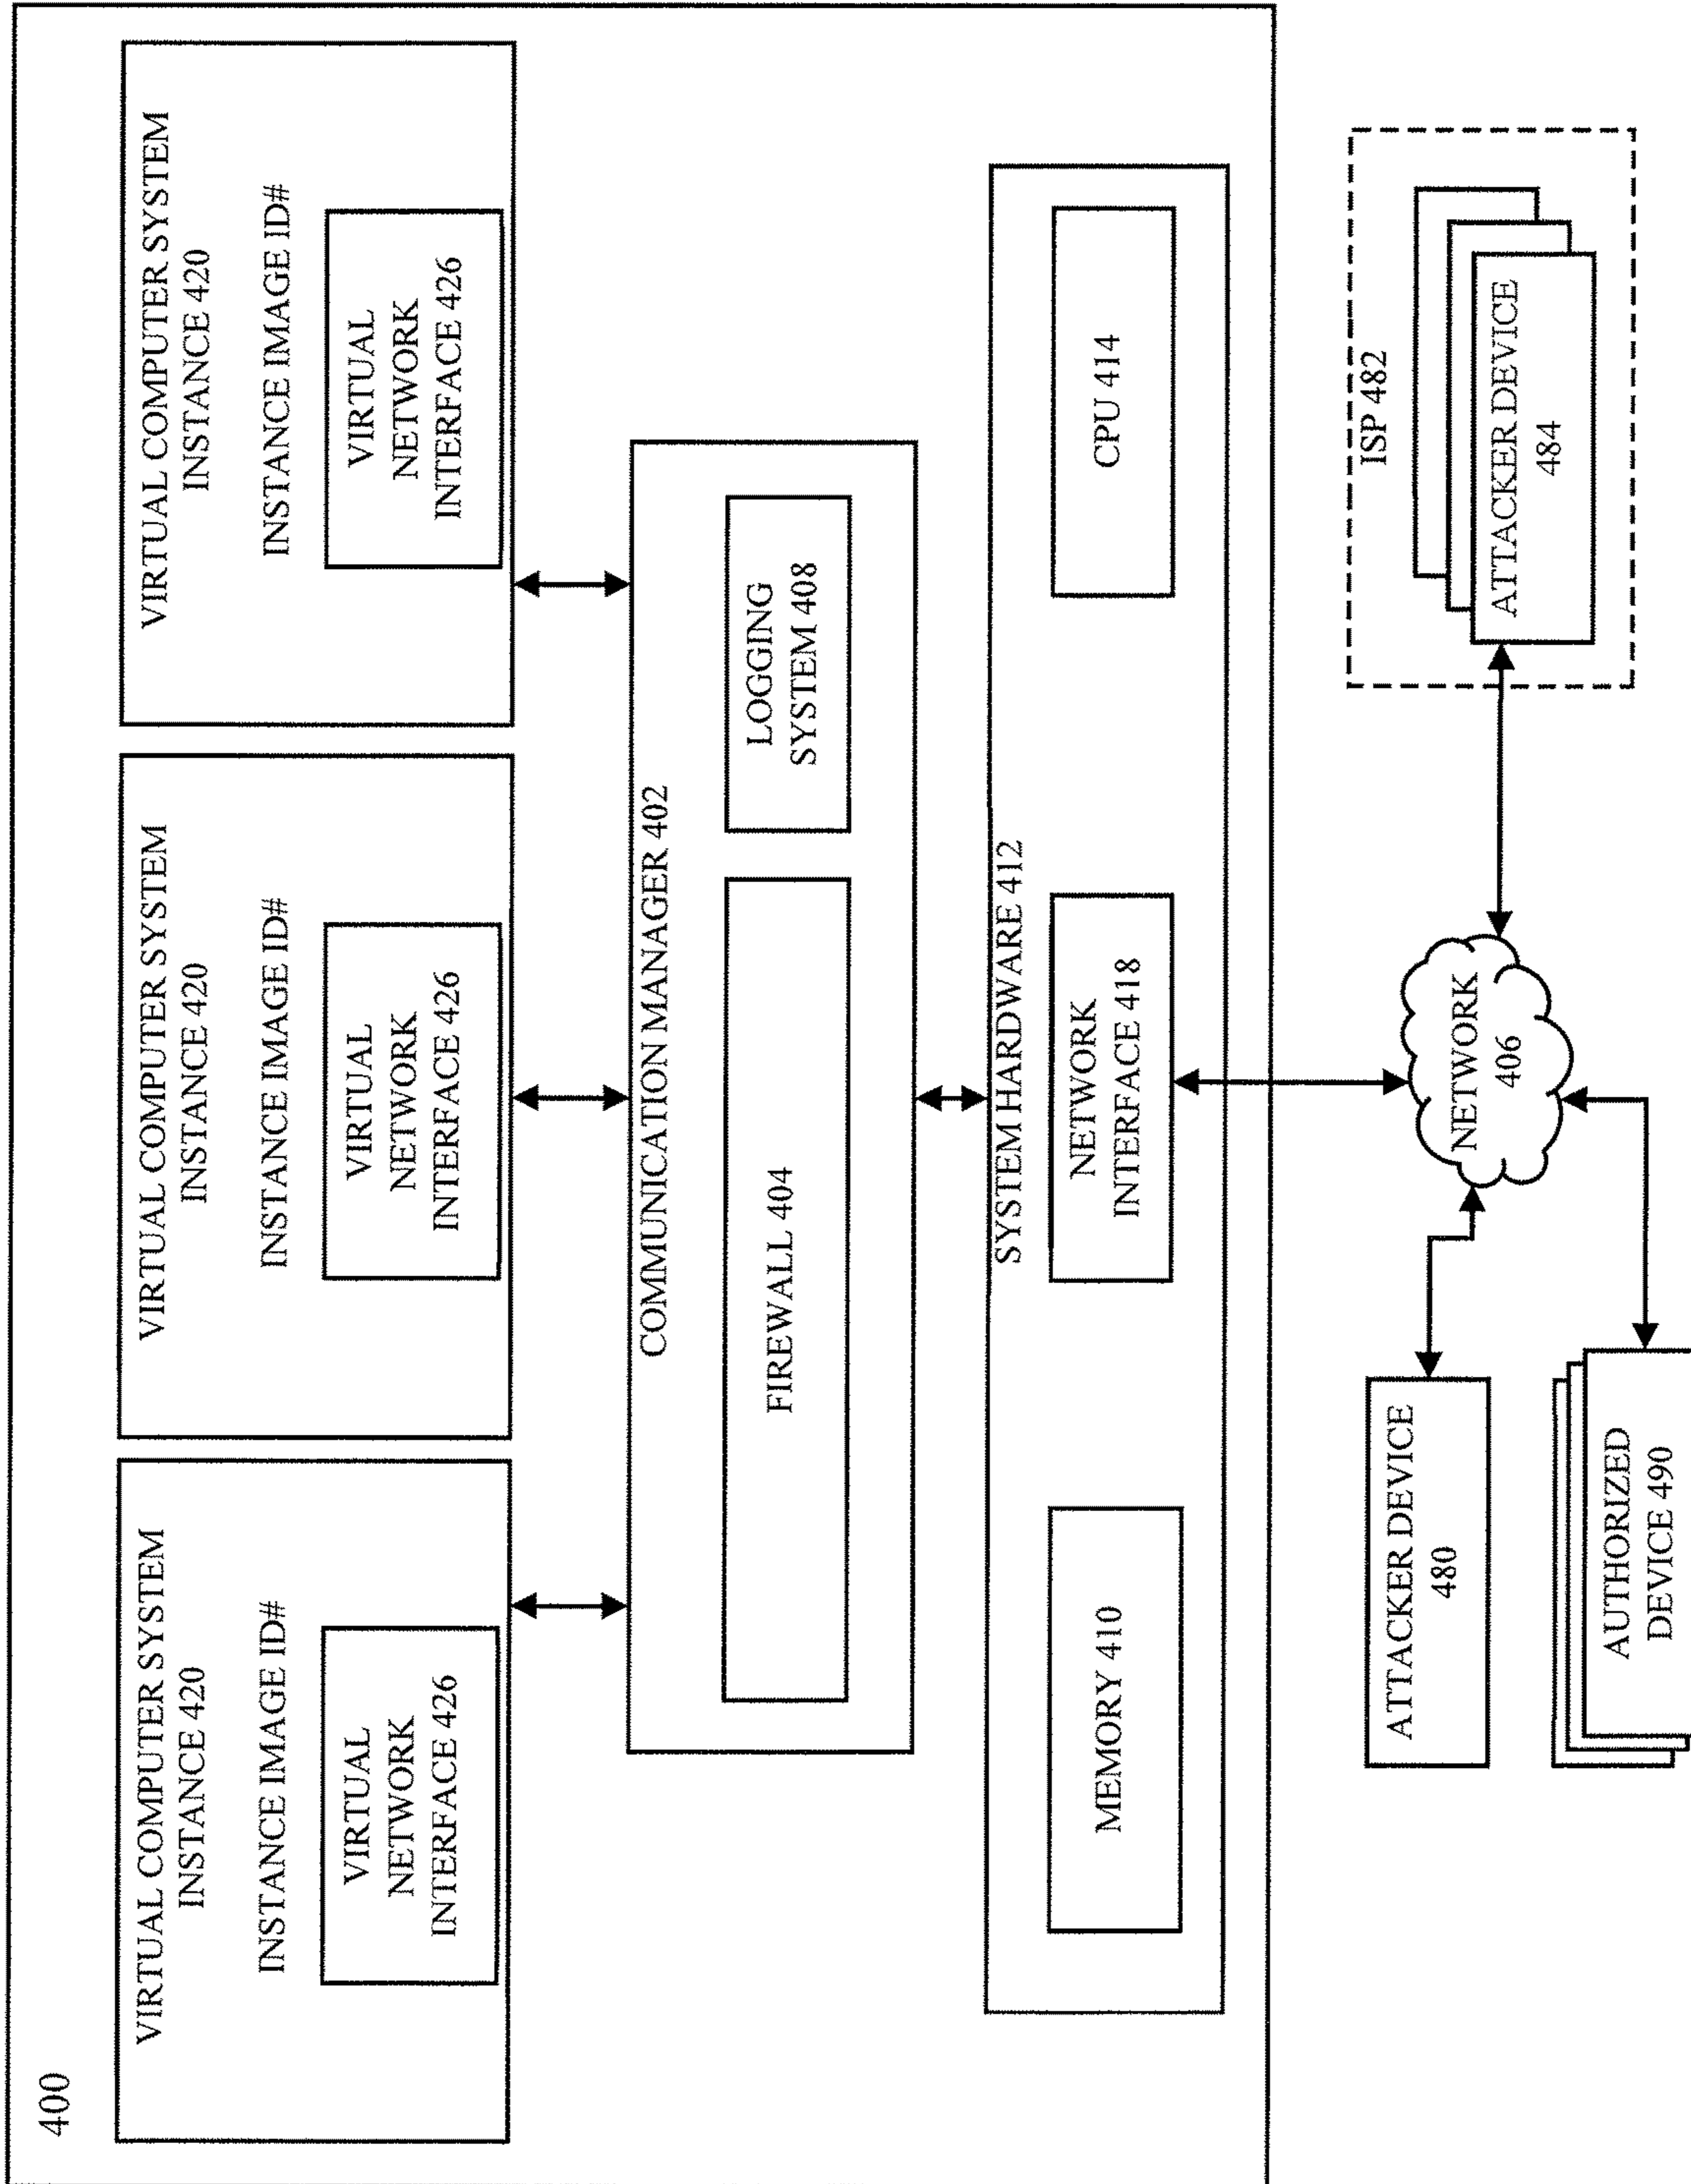 400
VIRTUAL COMPUTER SYSTEM
INSTANCE 420
INSTANCE IMAGE ID#
VIRTUAL
NETWORK
INTERFACE 426
VIRTUAL COMPUTER SYSTEM
INSTANCE 420
INSTANCE IMAGE ID#
VIRTUAL
NETWORK
INTERFACE 426
VIRTUAL COMPUTER SYSTEM
INSTANCE 420
INSTANCE IMAGE ID#
VIRTUAL
NETWORK
INTERFACE 426
COMMUNICATION MANAGER 402
FIREWALL 404
LOGGING
SYSTEM 408
SYSTEM HARDWARE 412
MEMORY 410
NETWORK
INTERFACE 418
CPU 414
ATTACKER DEVICE
480
AUTHORIZED
DEVICE 490
NETWORK
406
ISP 482
ATTACKER DEVICE
484